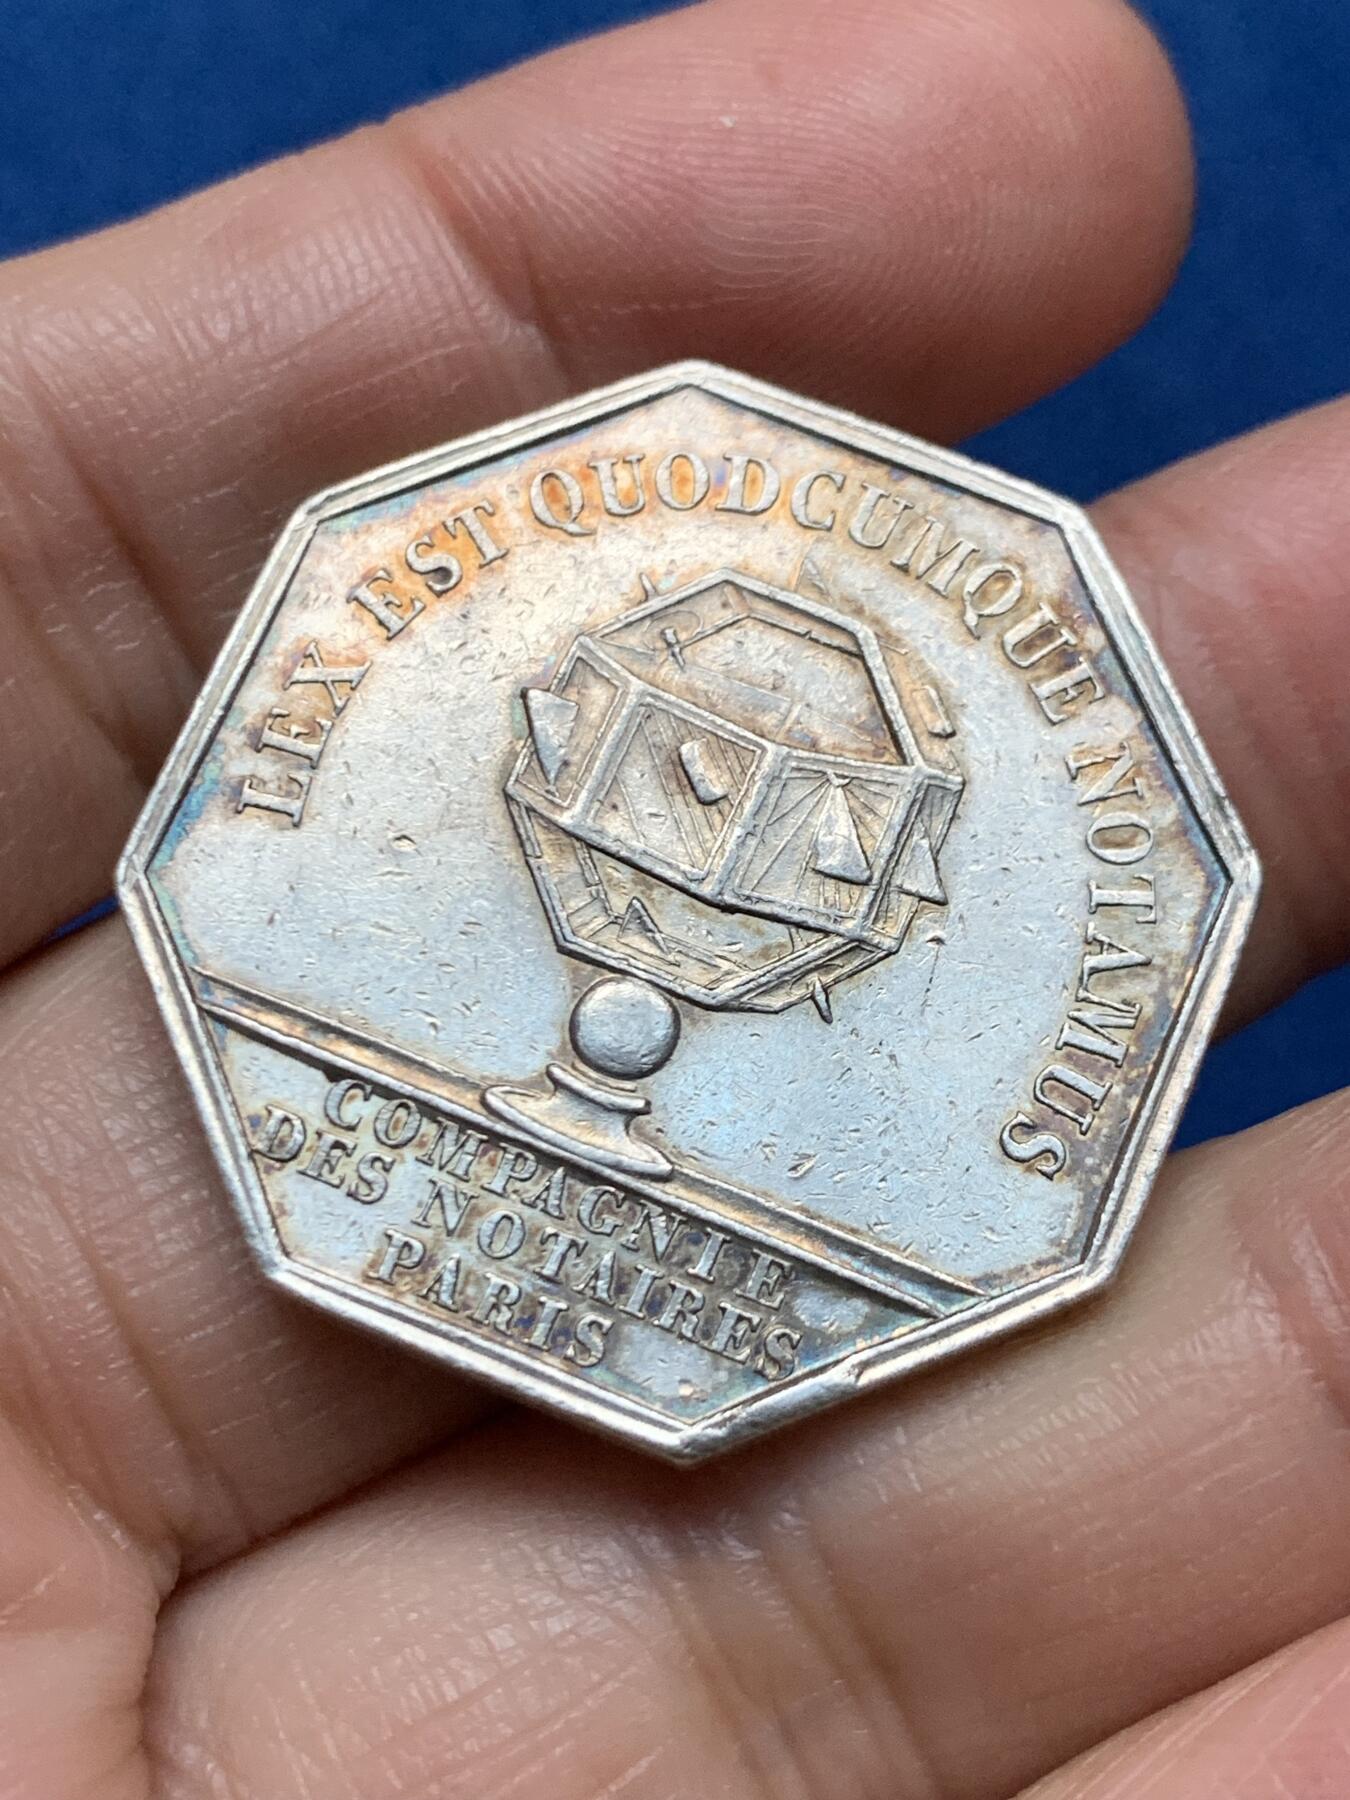 LEX EST QUODCUMQUE NOTAMUS
COMPAGNIE
DES NOTAIRES
PARIS